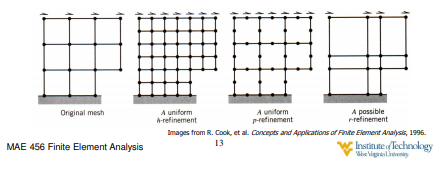 Original mesh
A uniform
h-refinement
A uniform
p-refinement
A possible
r-refinement
Images from R. Cook, et al. Concepts and Applications of Finite Element Analysis, 1996.
MAE 456 Finite Element Analysis
13
Institute of Technology
West Virginia University.